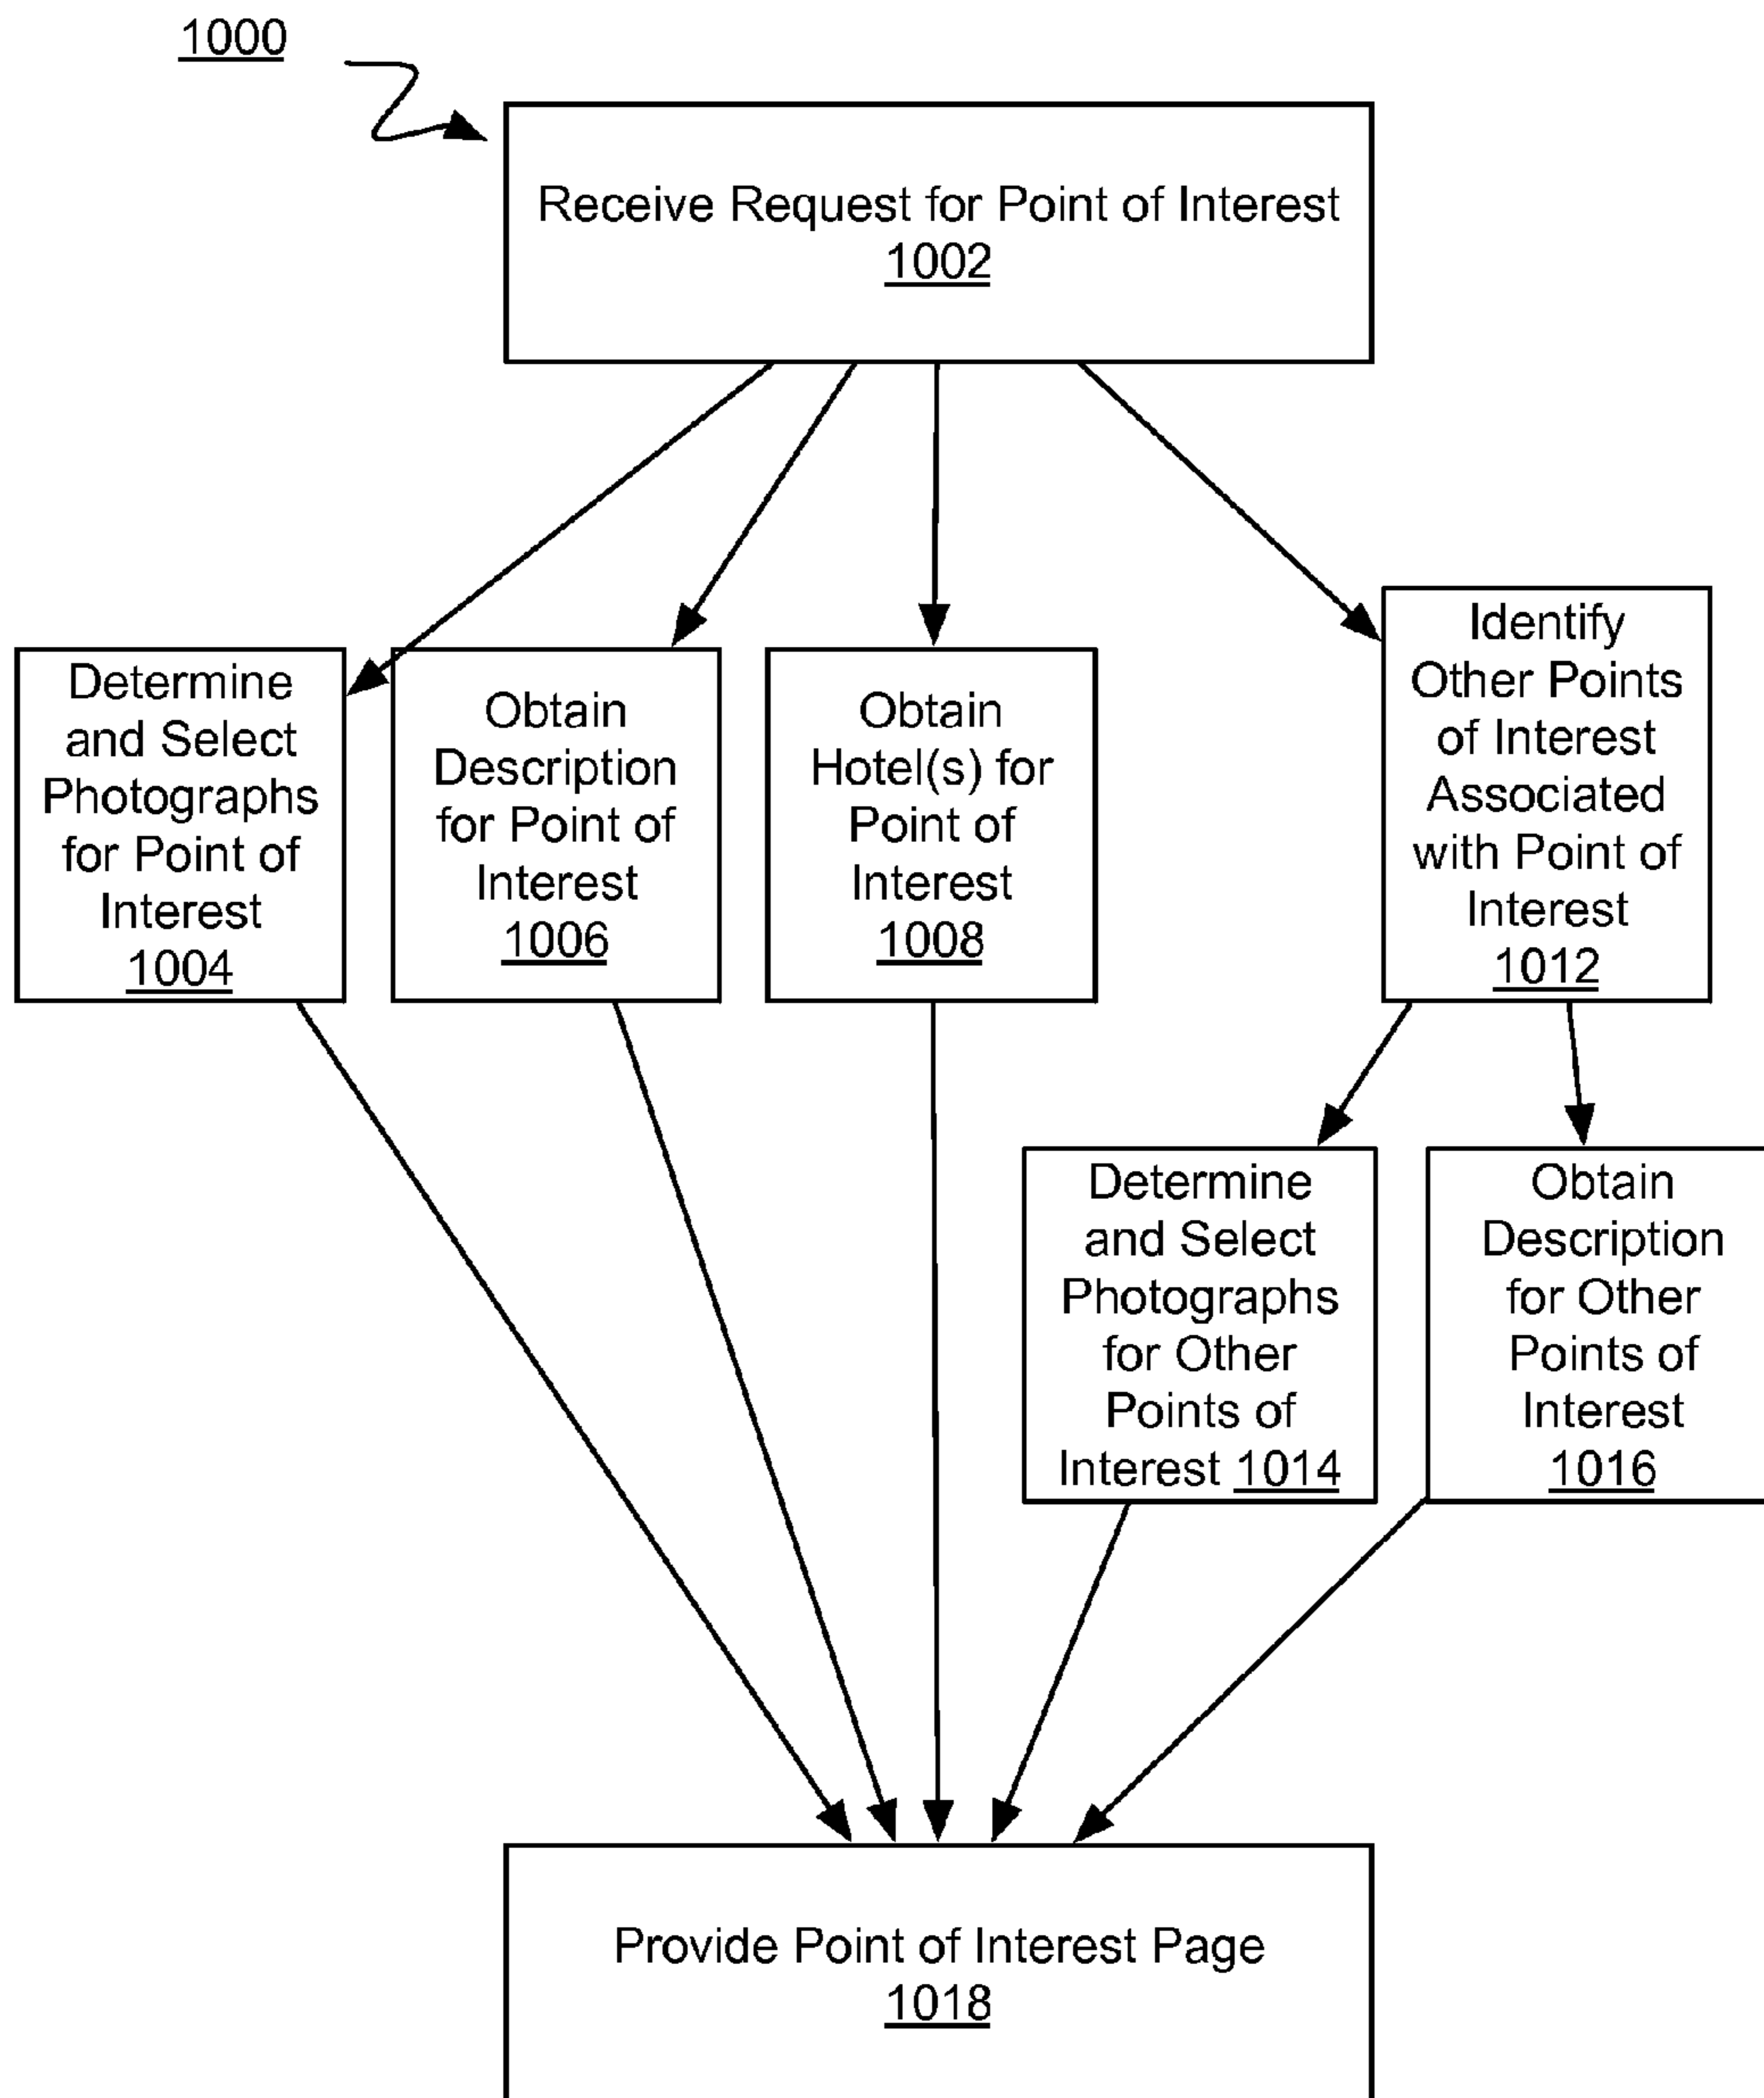 1000
Receive Request for Point of Interest
1002
Determine
and Select
Photographs
for Point of
Interest
1004
Obtain
Description
for Point of
Interest
1006
Obtain
Hotel(s) for
Point of
Interest
1008
Identify
Other Points
of Interest
Associated
with Point of
Interest
1012
Determine
and Select
Photographs
for Other
Points of
Interest 1014
Obtain
Description
for Other
Points of
Interest
1016
Provide Point of Interest Page
1018